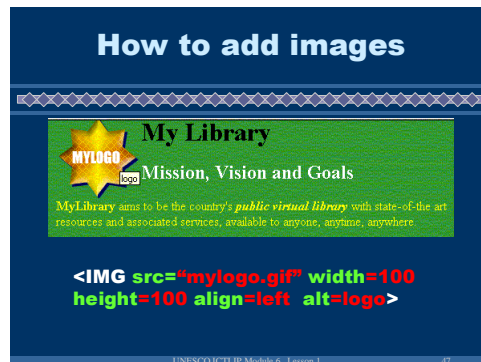 How to add images
My Library
MYLOGO
logo
Mission, Vision and Goals
MyLibrary aims to be the country's public virtual library with state-of-the art
resources and associated services, available to anyone, anytime, anywhere.
<IMG src=“mylogo.gif” width=100
height=100 align=left  alt=logo>
UNESCO ICTLIP Module 6. Lesson 1
47